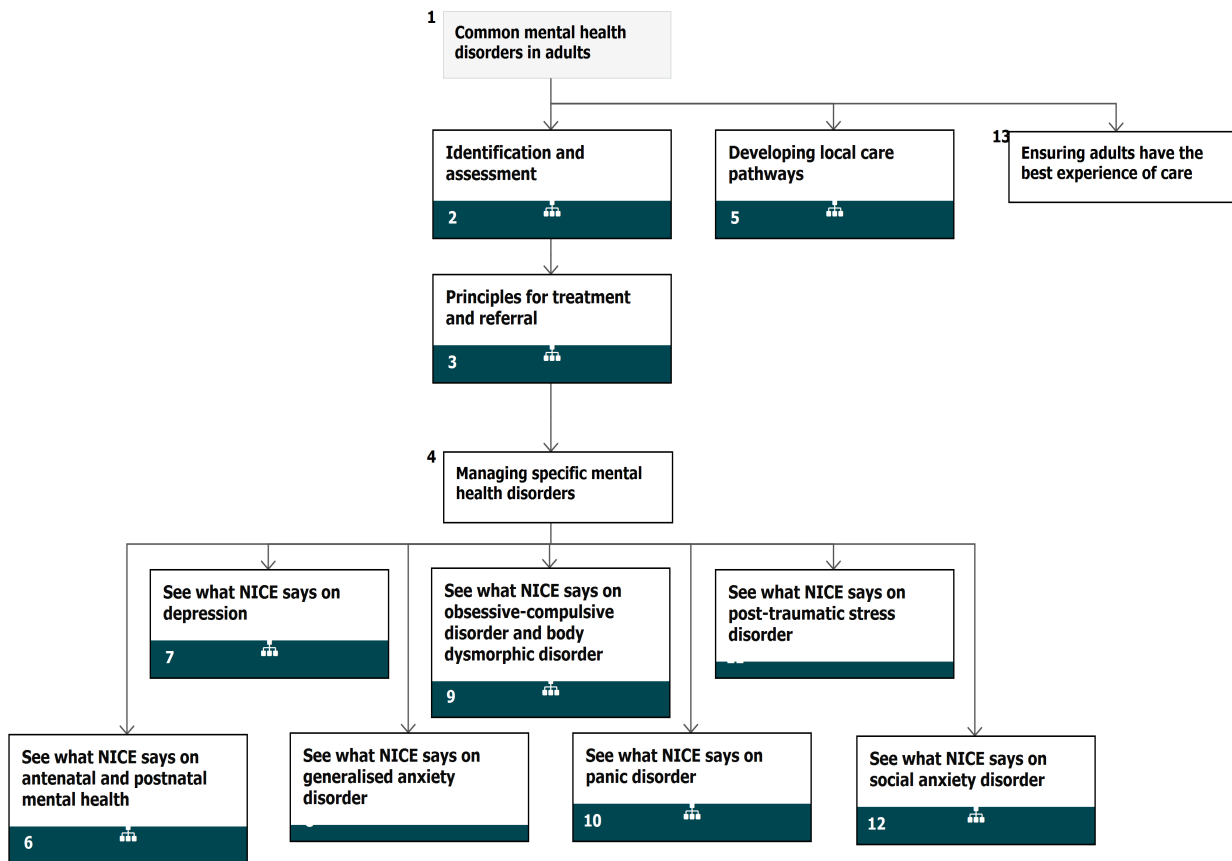 1
Common mental health
disorders in adults
Identification and
assessment
2
Developing local care
pathways
5
13
Ensuring adults have the
best experience of care
Principles for treatment
and referral
3
4
Managing specific mental
health disorders
See what NICE says on
depression
7
See what NICE says on
obsessive-compulsive
disorder and body
dysmorphic disorder
9
See what NICE says on
post-traumatic stress
disorder
See what NICE says on
antenatal and postnatal
mental health
6
See what NICE says on
generalised anxiety
disorder
See what NICE says on
panic disorder
10
See what NICE says on
social anxiety disorder
12